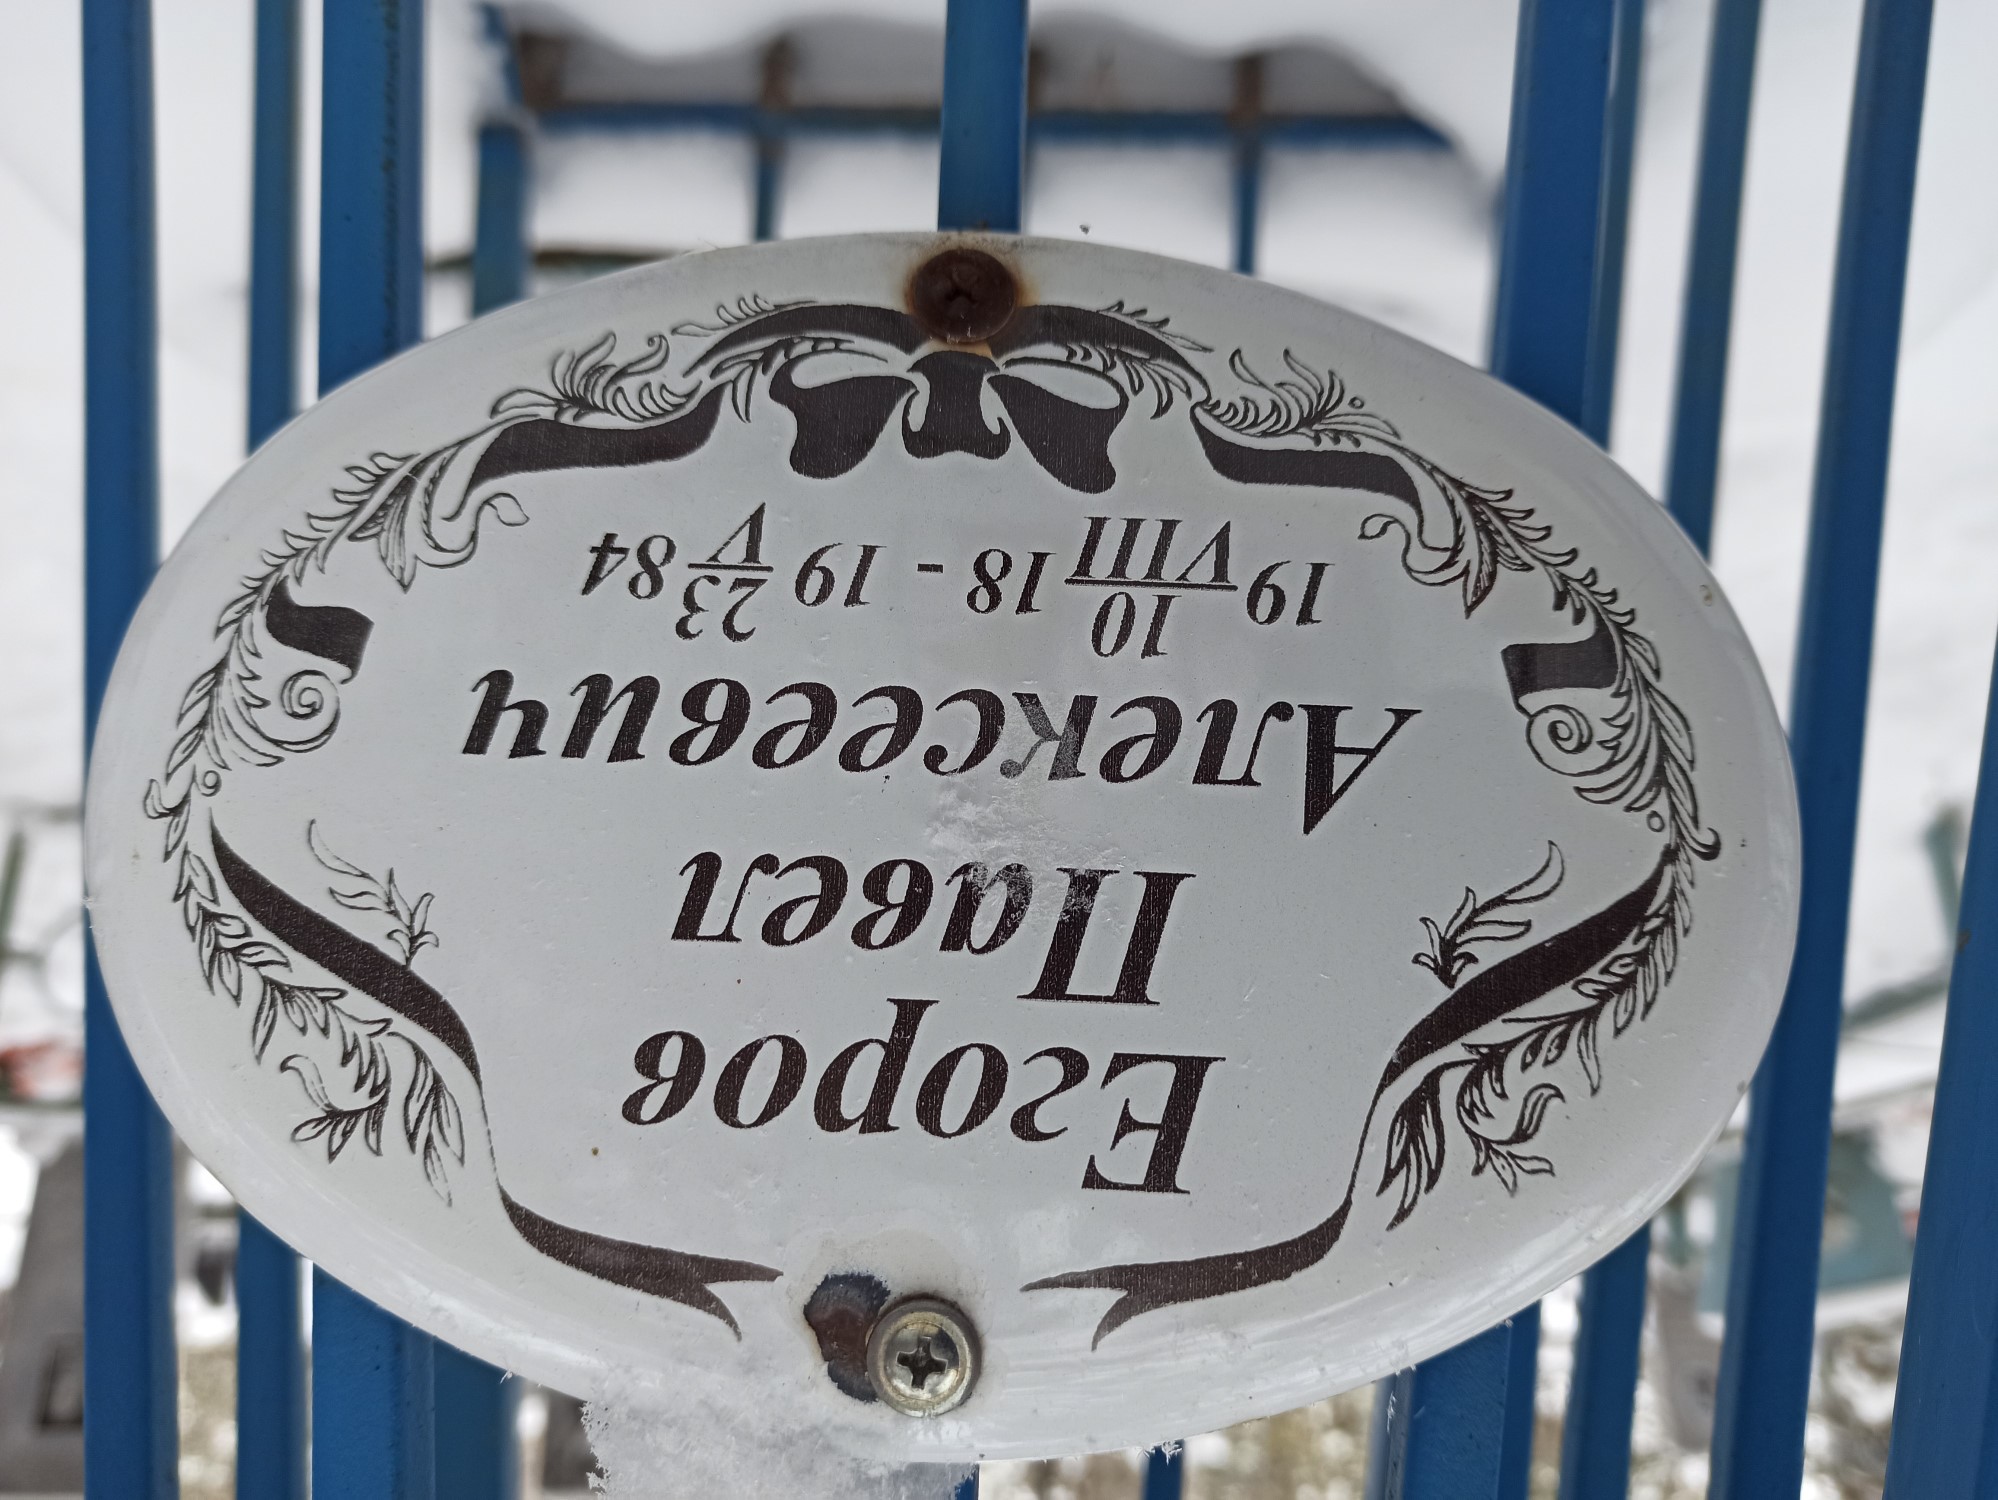 Егоров
Павел
Алексеевич
19 10/VIII 18 - 19 23/V 84